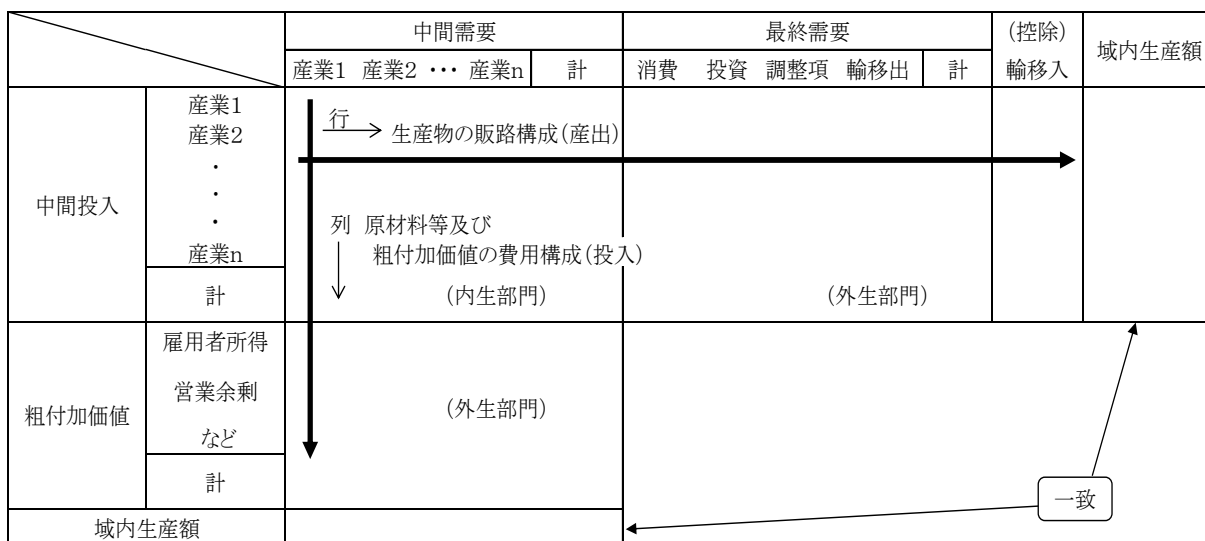 中間需要 最終需要 (控除) 域内生産額
産業1 産業2 ・・・ 産業n 計 消費 投資 調整項 輸移出 計 輸移入
中間投入
産業1
産業2
・
・
・
産業n
計
行 生産物の販路構成(産出)
列 原材料等及び
粗付加価値の費用構成(投入)
(内生部門) (外生部門)
粗付加価値
雇用者所得
営業余剰
など
計
(外生部門)
一致
域内生産額